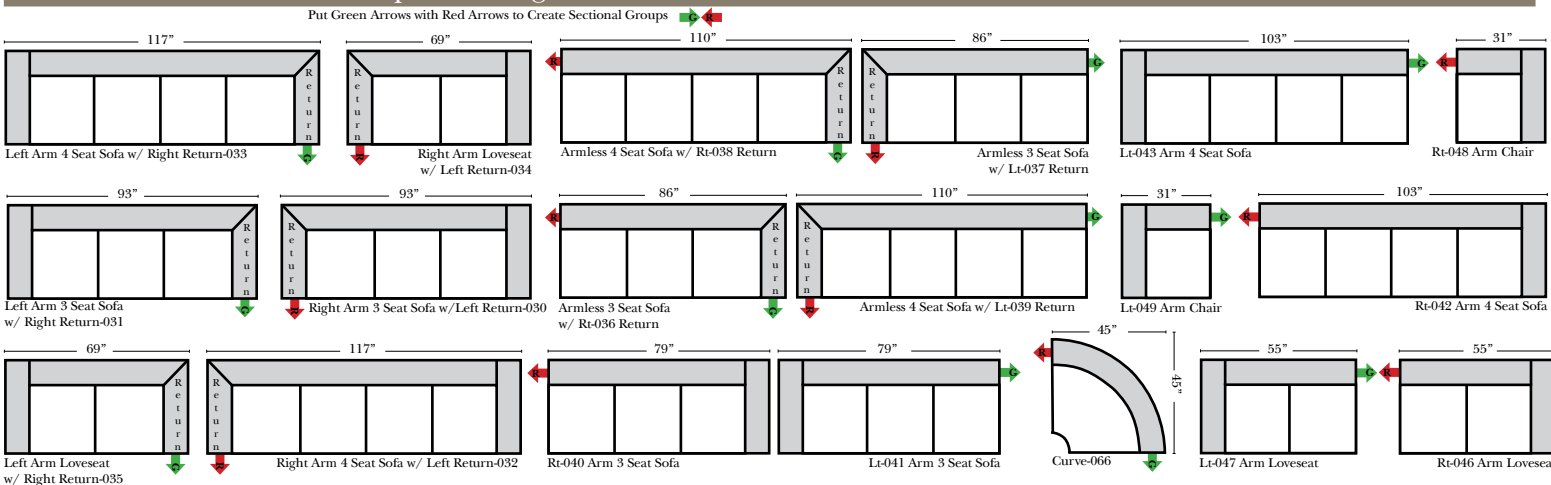 Put Green Arrows with Red Arrows to Create Sectional Groups G R
117”
69”
110”
86”
103”
31”
Return
Return
Return
Return
R
G
G
R
G
R
G
R
Left Arm 4 Seat Sofa w/ Right Return-033
Right Arm Loveseat
w/ Left Return-034
Armless 4 Seat Sofa w/ Rt-038 Return
Armless 3 Seat Sofa
w/ Lt-037 Return
Lt-043 Arm 4 Seat Sofa
Rt-048 Arm Chair
93”
93”
86”
110”
31”
103”
Return
Return
Return
Return
R
G
G
R
G
R
G
R
Left Arm 3 Seat Sofa
w/ Right Return-031
Right Arm 3 Seat Sofa w/Left Return-030
Armless 3 Seat Sofa
w/ Rt-036 Return
Armless 4 Seat Sofa w/ Lt-039 Return
Lt-049 Arm Chair
Rt-042 Arm 4 Seat Sofa
69”
117”
79”
79”
45”
45”
55”
55”
Return
Return
R
G
R
G
R
G
R
G
Left Arm Loveseat
w/ Right Return-035
Right Arm 4 Seat Sofa w/ Left Return-032
Rt-040 Arm 3 Seat Sofa
Lt-041 Arm 3 Seat Sofa
Curve-066
Lt-047 Arm Loveseat
Rt-046 Arm Lovesea